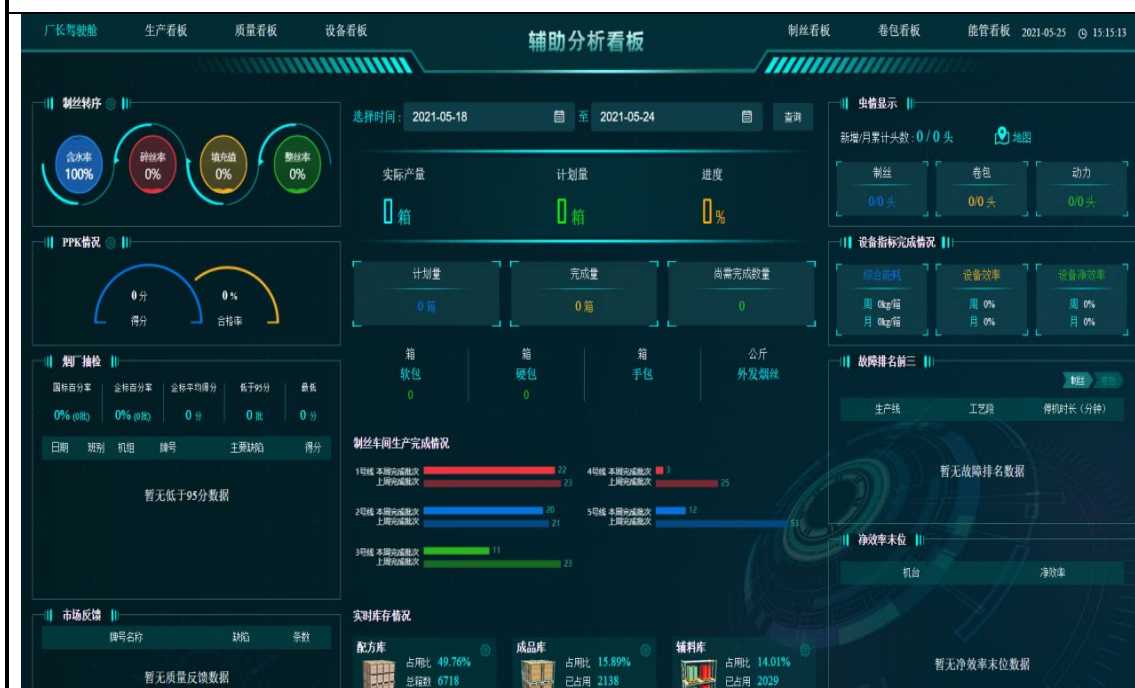 厂长驾驶舱 生产看板 质量看板 设备看板 辅助分析看板 制丝看板 卷包看板 能管看板 2021-05-25 15:15:13
制丝转序
含水率 碎丝率 填充值 整丝率
100% 0% 0% 0%
PPK情况
0 分 0 %
得分 合格率
烟厂抽检
国标百分率 企标百分率 企标平均得分 低于95分 最低
0% (0批) 0% (0批) 0 分 0 批 0 分
日期 班别 机组 牌号 主要缺陷 得分
暂无低于95分数据
市场反馈
牌号名称 缺陷 条数
暂无质量反馈数据
选择时间: 2021-05-18 至 2021-05-24 查询
实际产量 计划量 进度
0 箱 0 箱 0 %
计划量 完成量 尚需完成数量
0 箱 0 箱 0
箱 箱 箱 公斤
软包 硬包 手包 外发烟丝
0 0
制丝车间生产完成情况
1号线 本周完成批次 22 4号线 本周完成批次 3
上周完成批次 23 上周完成批次 25
2号线 本周完成批次 20 5号线 本周完成批次 12
上周完成批次 21 上周完成批次 53
3号线 本周完成批次 11
上周完成批次 23
实时库存情况
配方库 成品库 辅料库
占用比 49.76% 占用比 15.89% 占用比 14.01%
总箱数 6718 已占用 2138 已占用 2029
虫情显示
新增/月累计头数: 0 / 0 头 地图
制丝 卷包 动力
0/0 头 0/0 头 0/0 头
设备指标完成情况
综合能耗 设备效率 设备净效率
周 0kg/箱 周 0% 周 0%
月 0kg/箱 月 0% 月 0%
故障排名前三
制丝 卷包
生产线 工艺段 停机时长（分钟）
暂无故障排名数据
净效率末位
机台 净效率
暂无净效率末位数据